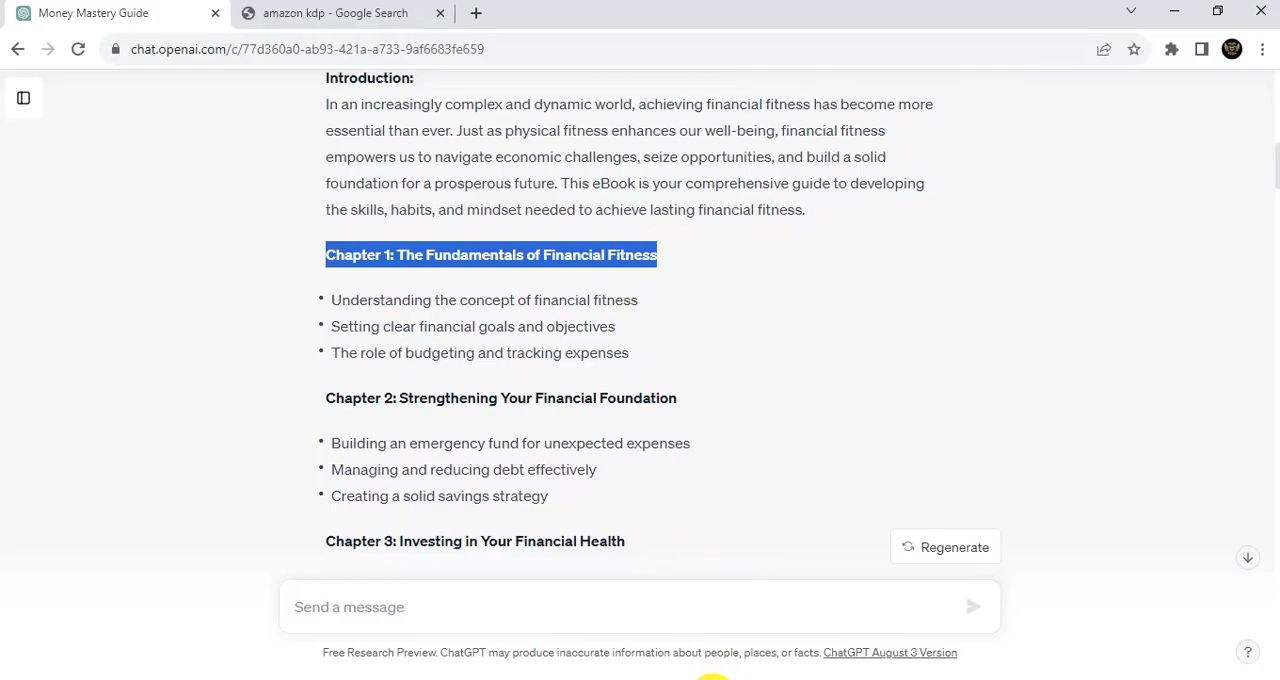 Money Mastery Guide
amazon kdp - Google Search
chat.openai.com/c/77d360a0-ab93-421a-a733-9af6683fe659
Introduction:
In an increasingly complex and dynamic world, achieving financial fitness has become more
essential than ever. Just as physical fitness enhances our well-being, financial fitness
empowers us to navigate economic challenges, seize opportunities, and build a solid
foundation for a prosperous future. This eBook is your comprehensive guide to developing
the skills, habits, and mindset needed to achieve lasting financial fitness.
Chapter 1: The Fundamentals of Financial Fitness
• Understanding the concept of financial fitness
• Setting clear financial goals and objectives
• The role of budgeting and tracking expenses
Chapter 2: Strengthening Your Financial Foundation
• Building an emergency fund for unexpected expenses
• Managing and reducing debt effectively
• Creating a solid savings strategy
Chapter 3: Investing in Your Financial Health
Regenerate
Send a message
Free Research Preview. ChatGPT may produce inaccurate information about people, places, or facts. ChatGPT August 3 Version
?